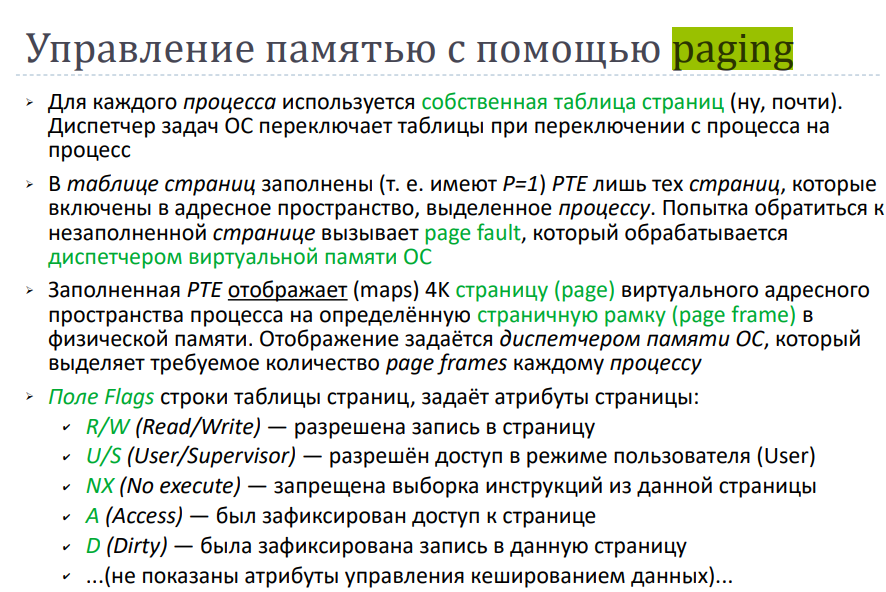 Управление памятью с помощью paging
Для каждого процесса используется собственная таблица страниц (ну, почти).
Диспетчер задач ОС переключает таблицы при переключении с процесса на
процесс
В таблице страниц заполнены (т. е. имеют P=1) PTE лишь тех страниц, которые
включены в адресное пространство, выделенное процессу. Попытка обратиться к
незаполненной странице вызывает page fault, который обрабатывается
диспетчером виртуальной памяти ОС
Заполненная PTE отображает (maps) 4K страницу (page) виртуального адресного
пространства процесса на определённую страничную рамку (page frame) в
физической памяти. Отображение задаётся диспетчером памяти ОС, который
выделяет требуемое количество page frames каждому процессу
Поле Flags строки таблицы страниц, задаёт атрибуты страницы:
R/W (Read/Write) — разрешена запись в страницу
U/S (User/Supervisor) — разрешён доступ в режиме пользователя (User)
NX (No execute) — запрещена выборка инструкций из данной страницы
A (Access) — был зафиксирован доступ к странице
D (Dirty) — была зафиксирована запись в данную страницу
...(не показаны атрибуты управления кешированием данных)...